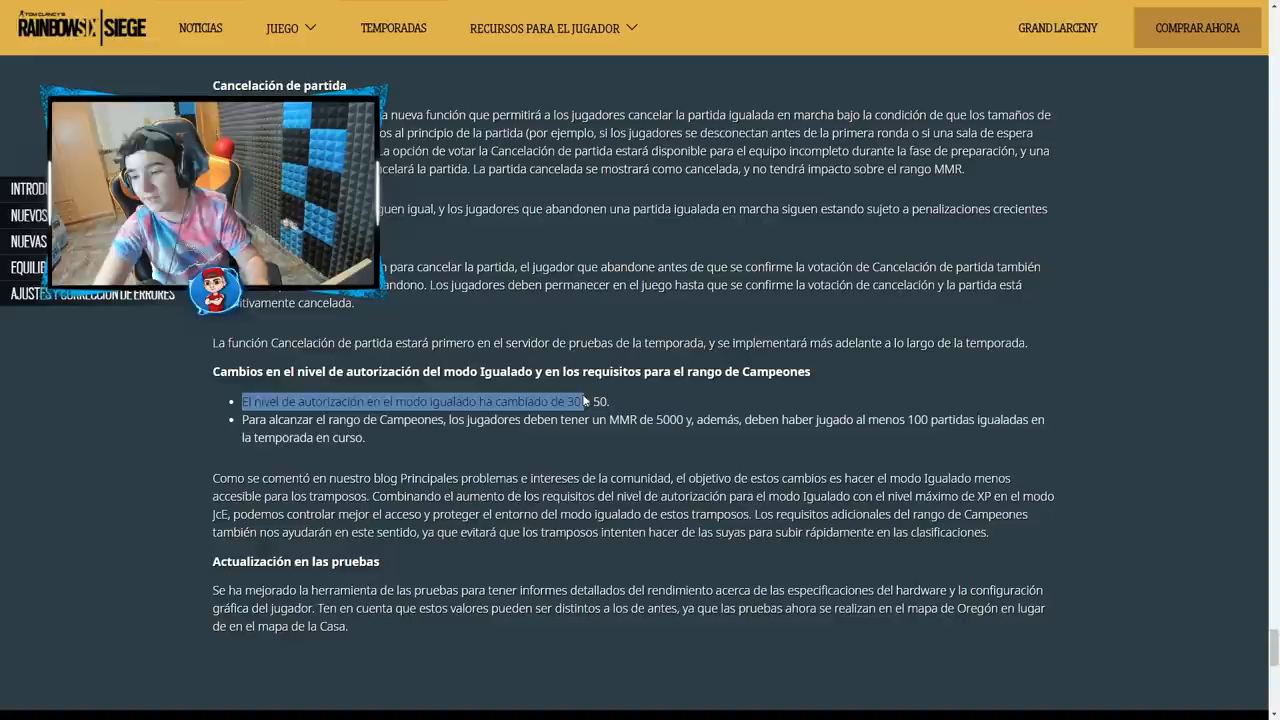 TOM CLANCY'S
RAINBOW SIX | SIEGE
NOTICIAS
JUEGO
TEMPORADAS
RECURSOS PARA EL JUGADOR
GRAND LARCENY
COMPRAR AHORA
Cancelación de partida
a nueva función que permitirá a los jugadores cancelar la partida igualada en marcha bajo la condición de que los tamaños de
os al principio de la partida (por ejemplo, si los jugadores se desconectan antes de la primera ronda o si una sala de espera
La opción de votar la Cancelación de partida estará disponible para el equipo incompleto durante la fase de preparación, y una
celará la partida. La partida cancelada se mostrará como cancelada, y no tendrá impacto sobre el rango MMR.
guen igual, y los jugadores que abandonen una partida igualada en marcha siguen estando sujeto a penalizaciones crecientes
n para cancelar la partida, el jugador que abandone antes de que se confirme la votación de Cancelación de partida también
andono. Los jugadores deben permanecer en el juego hasta que se confirme la votación de cancelación y la partida está
itivamente cancelada.
INTRODU
NUEVOS
NUEVAS
EQUILIB
AJUSTES Y CORRECCIÓN DE ERRORES
La función Cancelación de partida estará primero en el servidor de pruebas de la temporada, y se implementará más adelante a lo largo de la temporada.
Cambios en el nivel de autorización del modo Igualado y en los requisitos para el rango de Campeones
• El nivel de autorización en el modo igualado ha cambiado de 30 50.
• Para alcanzar el rango de Campeones, los jugadores deben tener un MMR de 5000 y, además, deben haber jugado al menos 100 partidas igualadas en
la temporada en curso.
Como se comentó en nuestro blog Principales problemas e intereses de la comunidad, el objetivo de estos cambios es hacer el modo Igualado menos
accesible para los tramposos. Combinando el aumento de los requisitos del nivel de autorización para el modo Igualado con el nivel máximo de XP en el modo
JcE, podemos controlar mejor el acceso y proteger el entorno del modo igualado de estos tramposos. Los requisitos adicionales del rango de Campeones
también nos ayudarán en este sentido, ya que evitará que los tramposos intenten hacer de las suyas para subir rápidamente en las clasificaciones.
Actualización en las pruebas
Se ha mejorado la herramienta de las pruebas para tener informes detallados del rendimiento acerca de las especificaciones del hardware y la configuración
gráfica del jugador. Ten en cuenta que estos valores pueden ser distintos a los de antes, ya que las pruebas ahora se realizan en el mapa de Oregón en lugar
de en el mapa de la Casa.